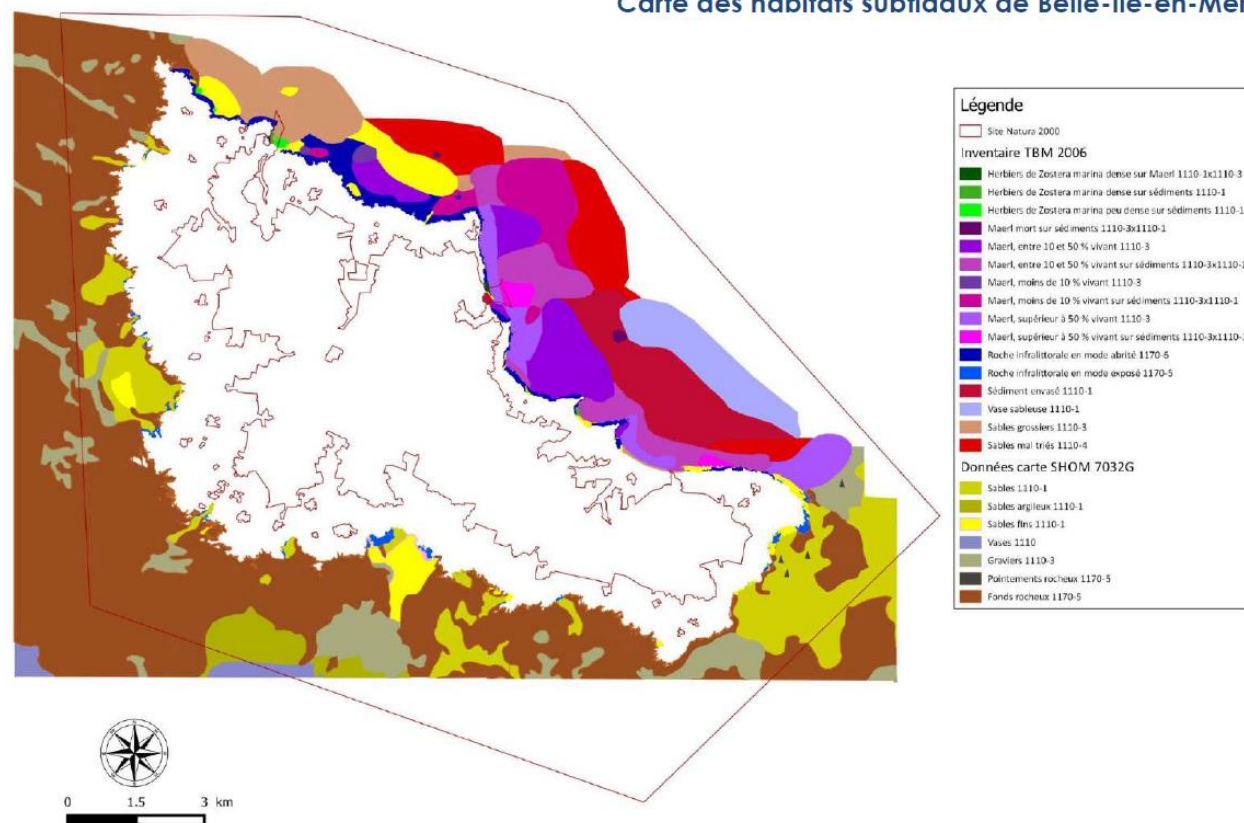 Carte des habitats subtidaux de Belle-Ile-en-Mer
Légende
Site Natura 2000
Inventaire TBM 2006
Herbiers de Zostera marina dense sur Maerl 1110-1x1110-3
Herbiers de Zostera marina dense sur sédiments 1110-1
Herbiers de Zostera marina peu dense sur sédiments 1110-1
Maerl mort sur sédiments 1110-3x1110-1
Maerl, entre 10 et 50 % vivant 1110-3
Maerl, entre 10 et 50 % vivant sur sédiments 1110-3x1110-1
Maerl, moins de 10 % vivant 1110-3
Maerl, moins de 10 % vivant sur sédiments 1110-3x1110-1
Maerl, supérieur à 50 % vivant 1110-3
Maerl, supérieur à 50 % vivant sur sédiments 1110-3x1110-1
Roche infralittorale en mode abrité 1170-6
Roche infralittorale en mode exposé 1170-5
Sédiment envasé 1110-1
Vase sableuse 1110-1
Sables grossiers 1110-3
Sables mal triés 1110-4
Données carte SHOM 7032G
Sables 1110-1
Sables argileux 1110-1
Sables fins 1110-1
Vases 1110
Graviers 1110-3
Pointements rocheux 1170-5
Fonds rocheux 1170-5
0 1.5 3 km